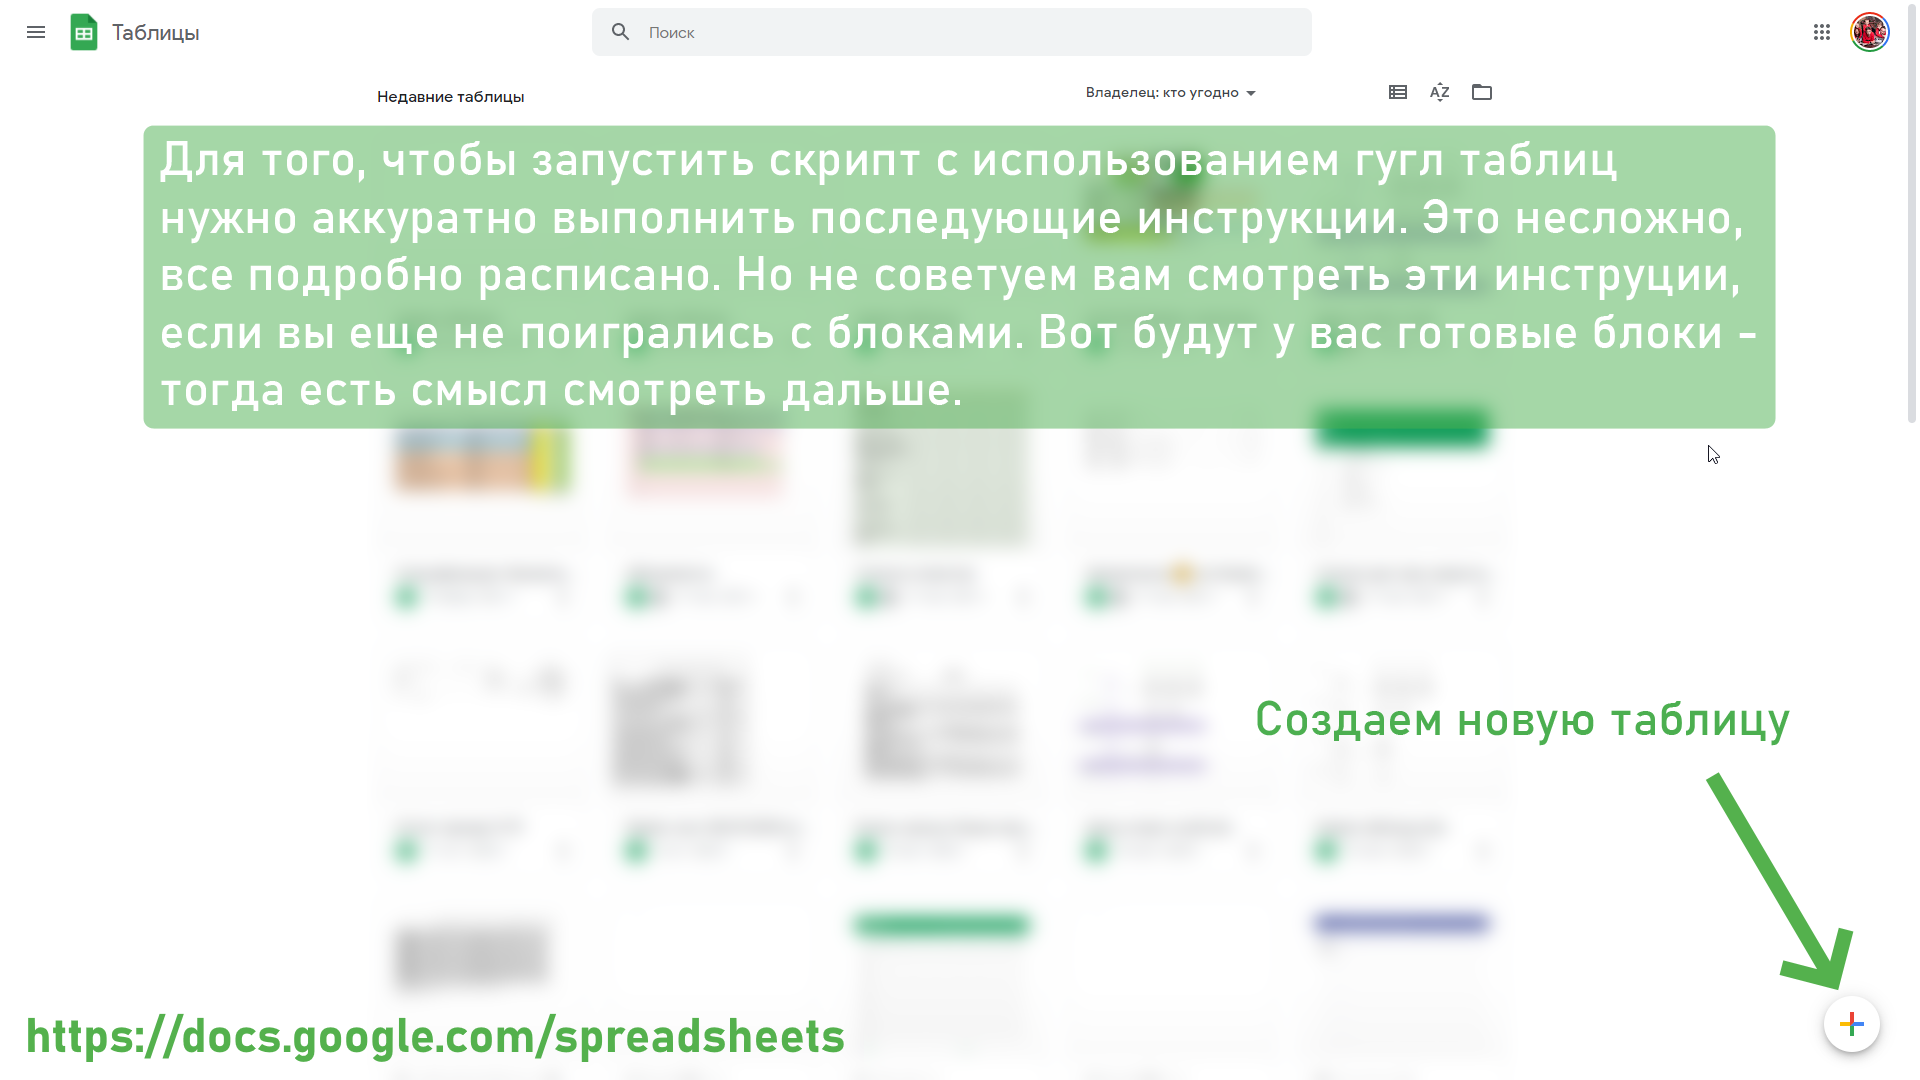 Таблицы
Поиск
Недавние таблицы
Владелец: кто угодно
AZ
Для того, чтобы запустить скрипт с использованием гугл таблиц
нужно аккуратно выполнить последующие инструкции. Это несложно,
все подробно расписано. Но не советуем вам смотреть эти инструции,
если вы еще не поигрались с блоками. Вот будут у вас готовые блоки -
тогда есть смысл смотреть дальше.
Создаем новую таблицу
https://docs.google.com/spreadsheets